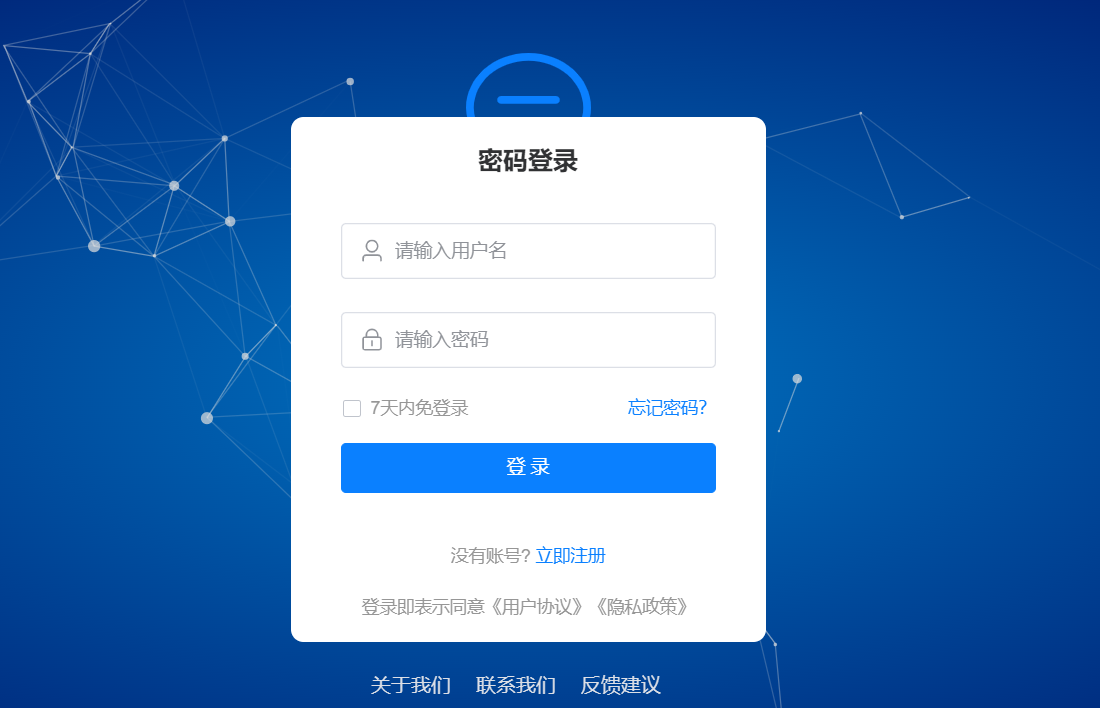 密码登录
请输入用户名
请输入密码
7天内免登录 忘记密码?
登录
没有账号? 立即注册
登录即表示同意《用户协议》《隐私政策》
关于我们 联系我们 反馈建议